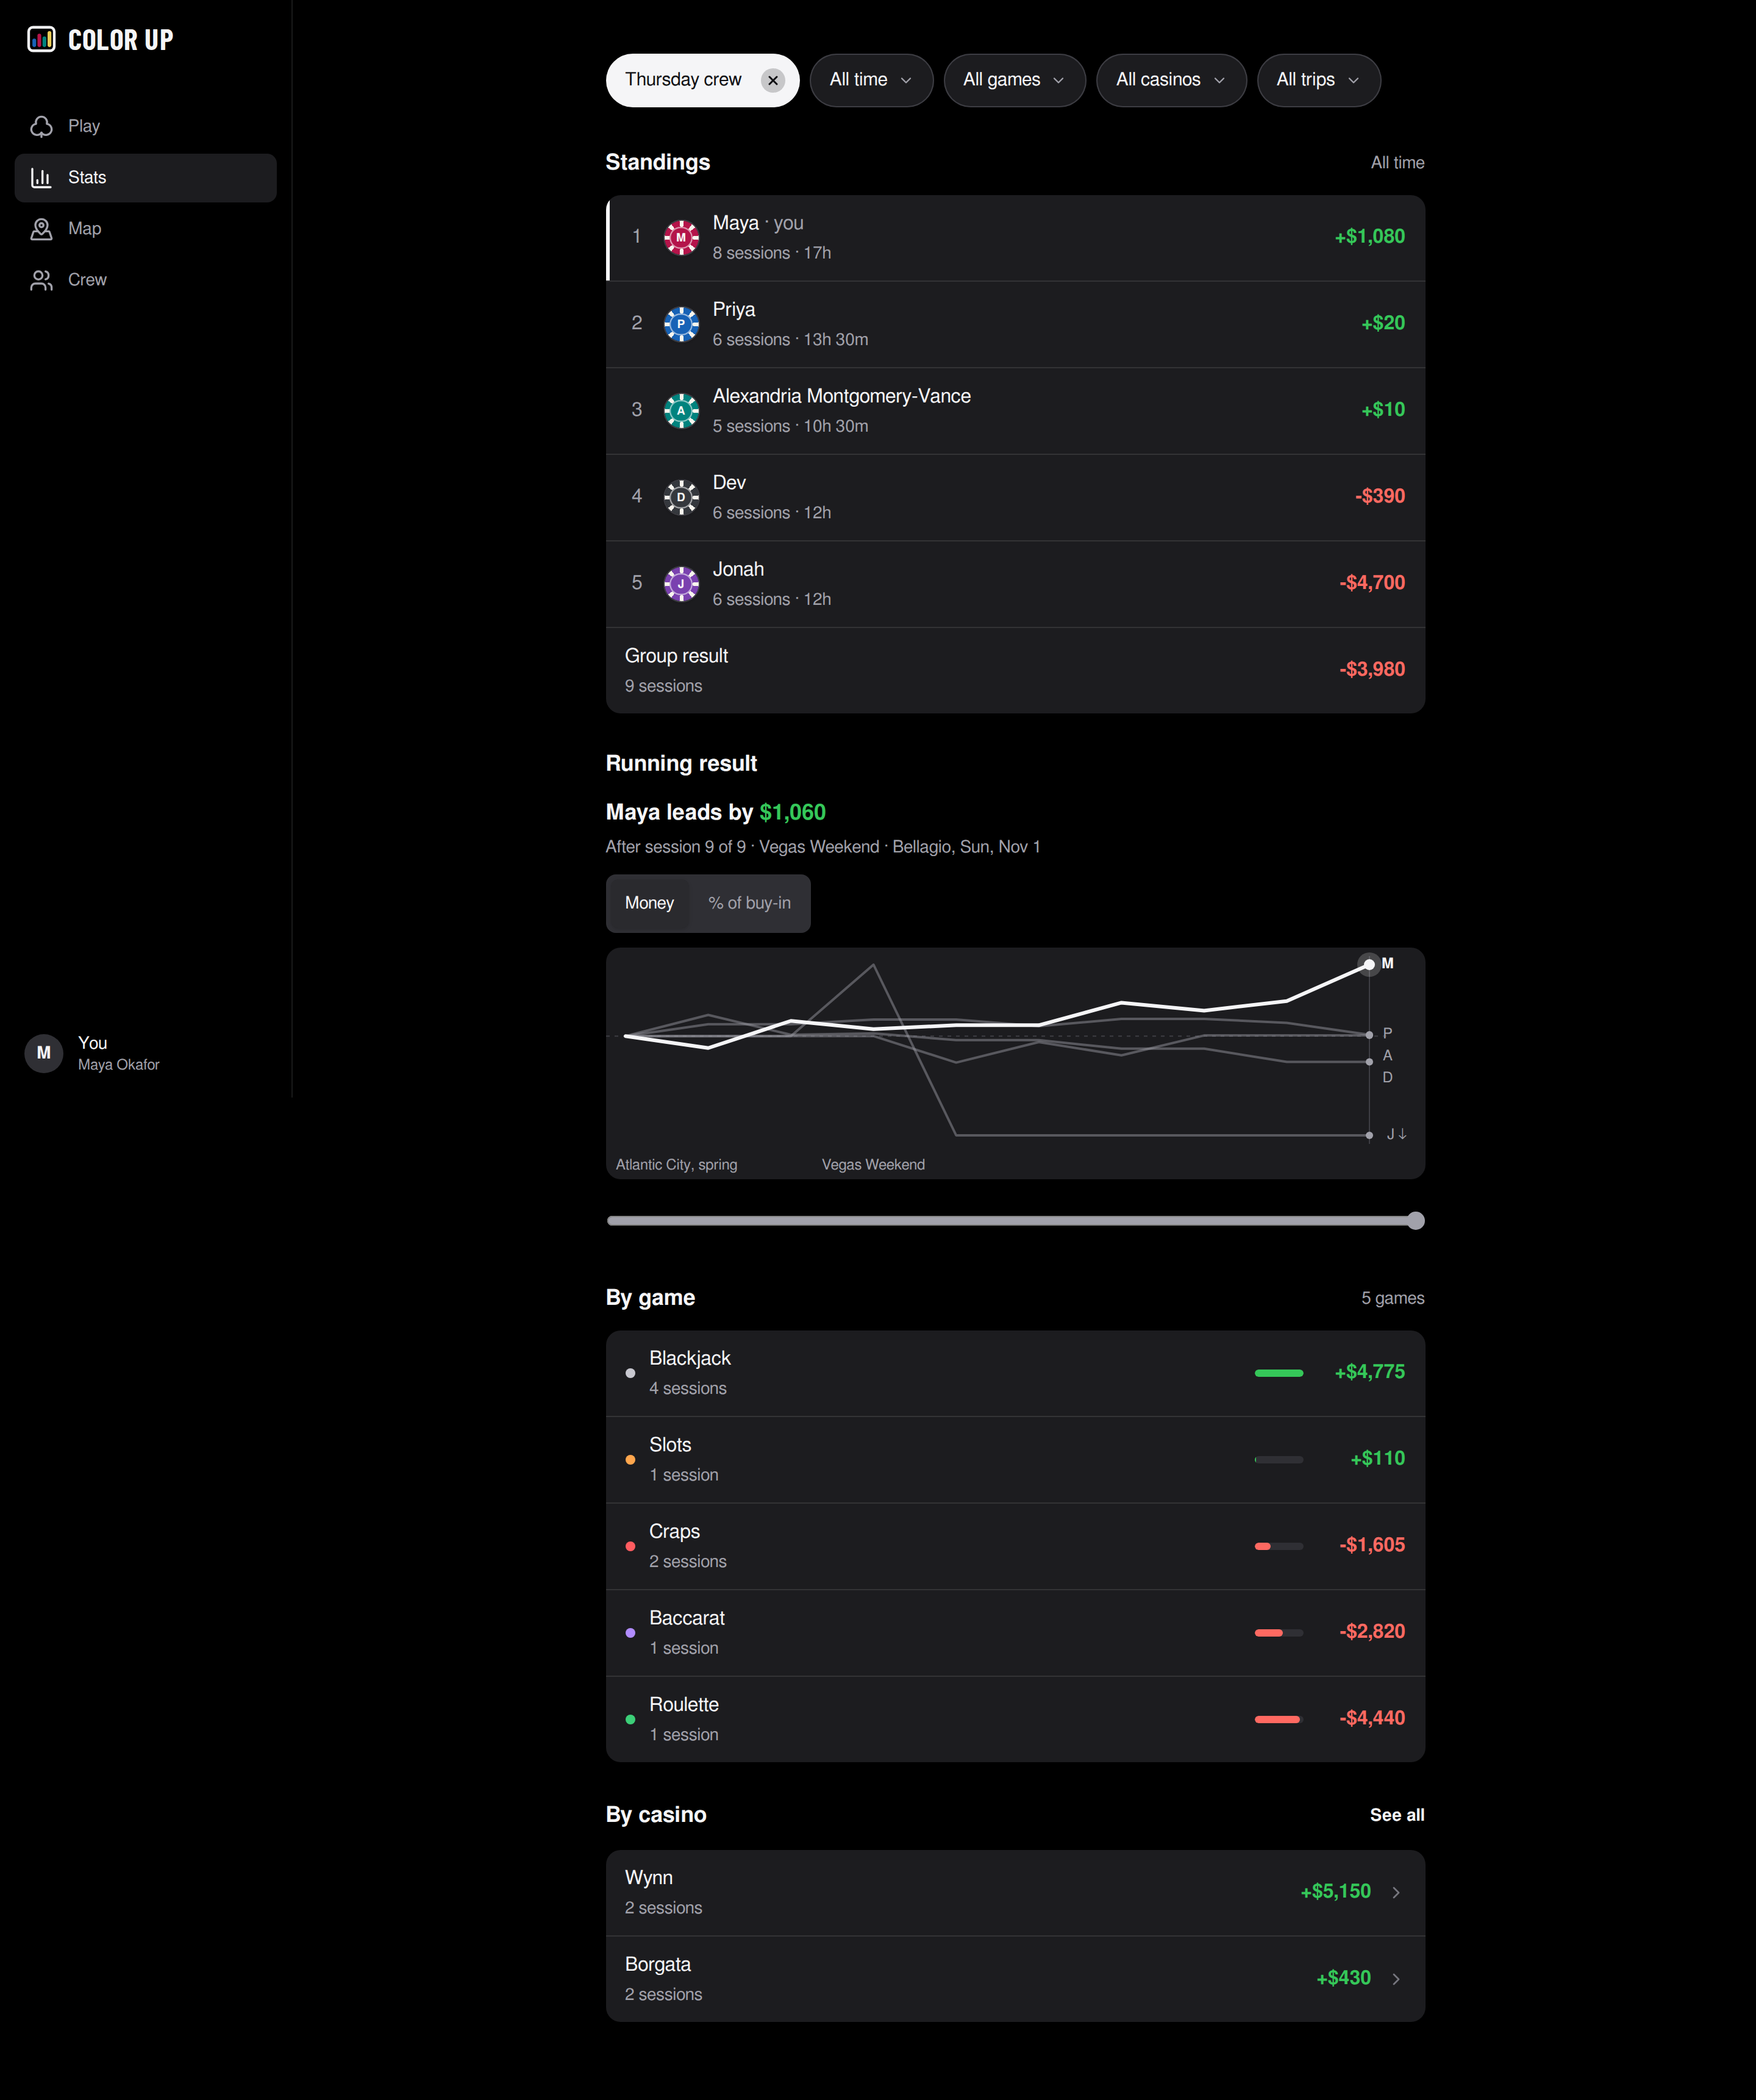 COLOR UP
Play
Stats
Map
Crew
M
You
Maya Okafor
Thursday crew
All time
All games
All casinos
All trips
Standings
All time
1
M
Maya · you
8 sessions · 17h
+$1,080
2
P
Priya
6 sessions · 13h 30m
+$20
3
A
Alexandria Montgomery-Vance
5 sessions · 10h 30m
+$10
4
D
Dev
6 sessions · 12h
-$390
5
J
Jonah
6 sessions · 12h
-$4,700
Group result
9 sessions
-$3,980
Running result
Maya leads by $1,060
After session 9 of 9 · Vegas Weekend · Bellagio, Sun, Nov 1
Money
% of buy-in
M
P
A
D
J↓
Atlantic City, spring
Vegas Weekend
By game
5 games
Blackjack
4 sessions
+$4,775
Slots
1 session
+$110
Craps
2 sessions
-$1,605
Baccarat
1 session
-$2,820
Roulette
1 session
-$4,440
By casino
See all
Wynn
2 sessions
+$5,150
Borgata
2 sessions
+$430